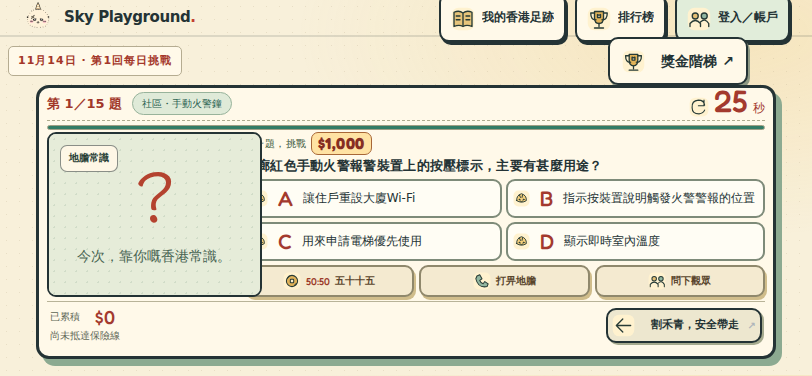 Sky Playground.
我的香港足跡
排行榜
登入／帳戶
11月14日 · 第1回每日挑戰
獎金階梯 ↗
第 1／15 題
社區 · 手動火警鐘
25 秒
地膽常識
?
今次，靠你嘅香港常識。
題，挑戰 $1,000
廊紅色手動火警報警裝置上的按壓標示，主要有甚麼用途？
A 讓住戶重設大廈Wi-Fi
B 指示按裝置說明觸發火警警報的位置
C 用來申請電梯優先使用
D 顯示即時室內溫度
50:50 五十十五
打畀地膽
問下觀眾
已累積 $0
尚未抵達保險線
← 割禾青，安全帶走 ↗